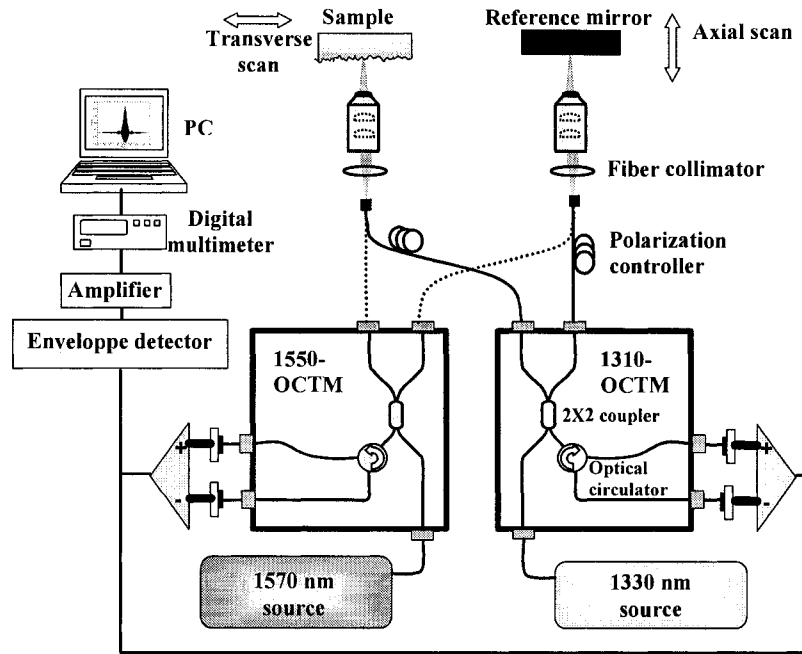 Sample
Transverse
scan
Reference mirror
Axial scan
PC
Fiber collimator
Digital
multimeter
Polarization
controller
Amplifier
Enveloppe detector
1550-
OCTM
1310-
OCTM
2X2 coupler
Optical
circulator
+
-
+
-
1570 nm
source
1330 nm
source